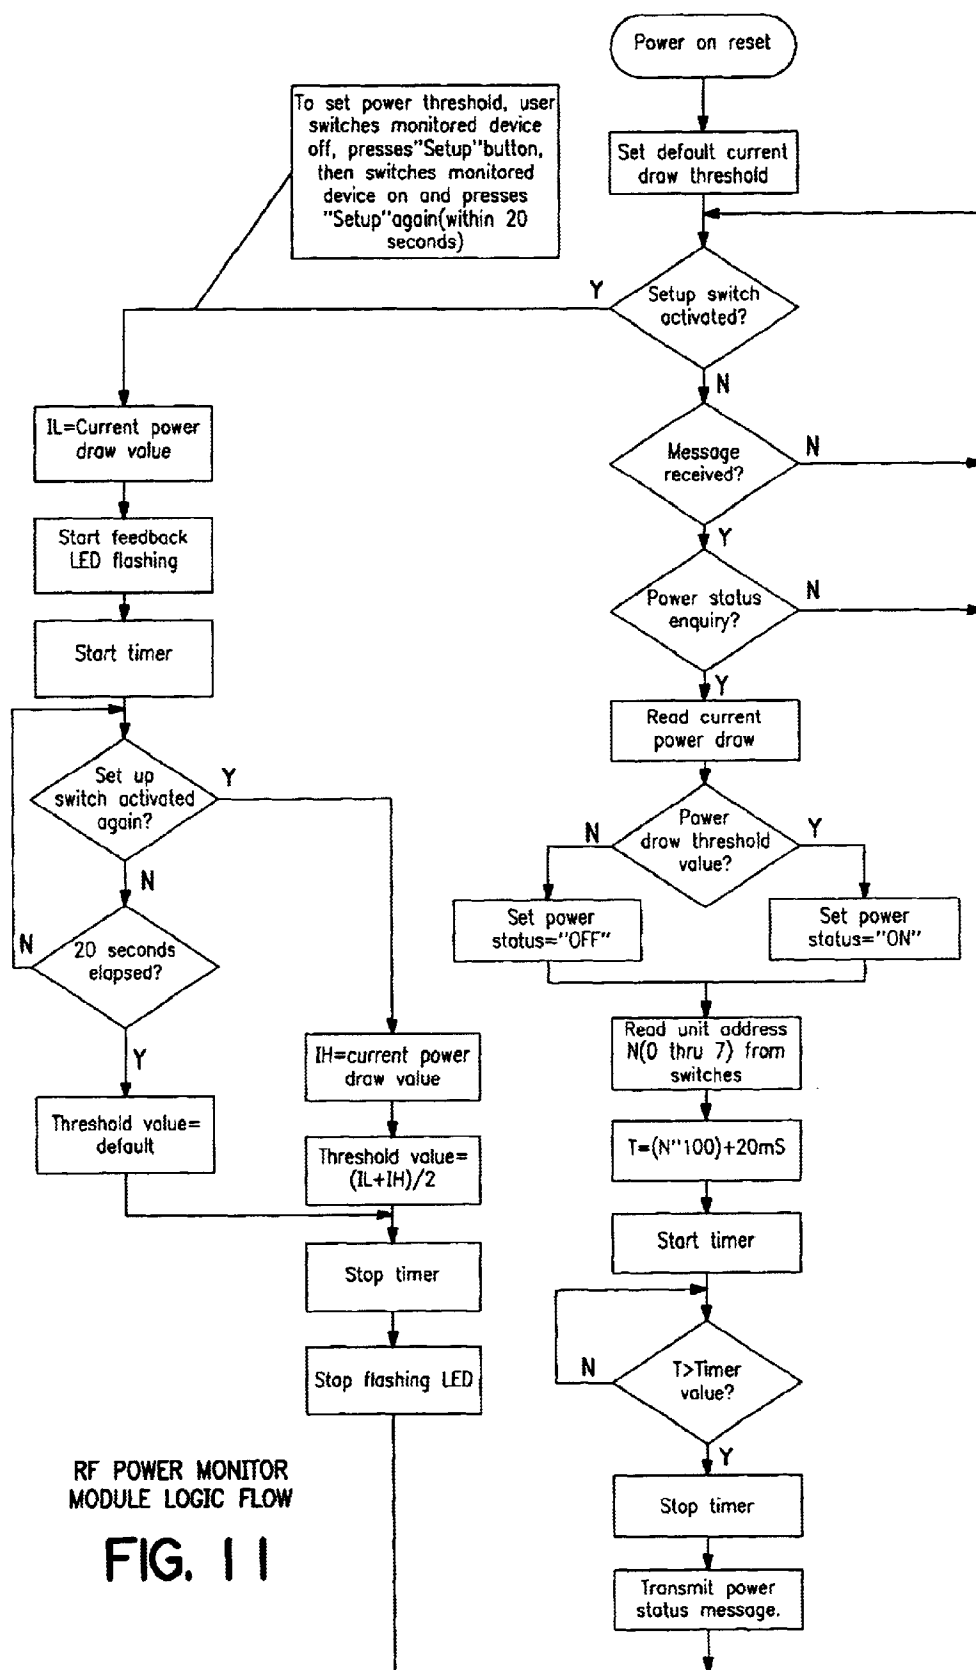 Power on reset
To set power threshold, user
switches monitored device
off, presses"Setup"button,
then switches monitored
device on and presses
"Setup"again(within 20
seconds)
Set default current
draw threshold
Y
Setup switch
activated?
N
IL=Current power
draw value
Message
received?
N
Y
Start feedback
LED flashing
Power status
enquiry?
N
Y
Start timer
Read current
power draw
Set up
switch activated
again?
Y
N
Power
draw threshold
value?
N
Y
Set power
status="OFF"
Set power
status="ON"
20 seconds
elapsed?
N
Y
Read unit address
N(0 thru 7) from
switches
IH=current power
draw value
Threshold value=
default
T=(N"100)+20mS
Threshold value=
(IL+IH)/2
Start timer
Stop timer
T>Timer
value?
N
Y
Stop flashing LED
Stop timer
Transmit power
status message.
RF POWER MONITOR
MODULE LOGIC FLOW
FIG. 11